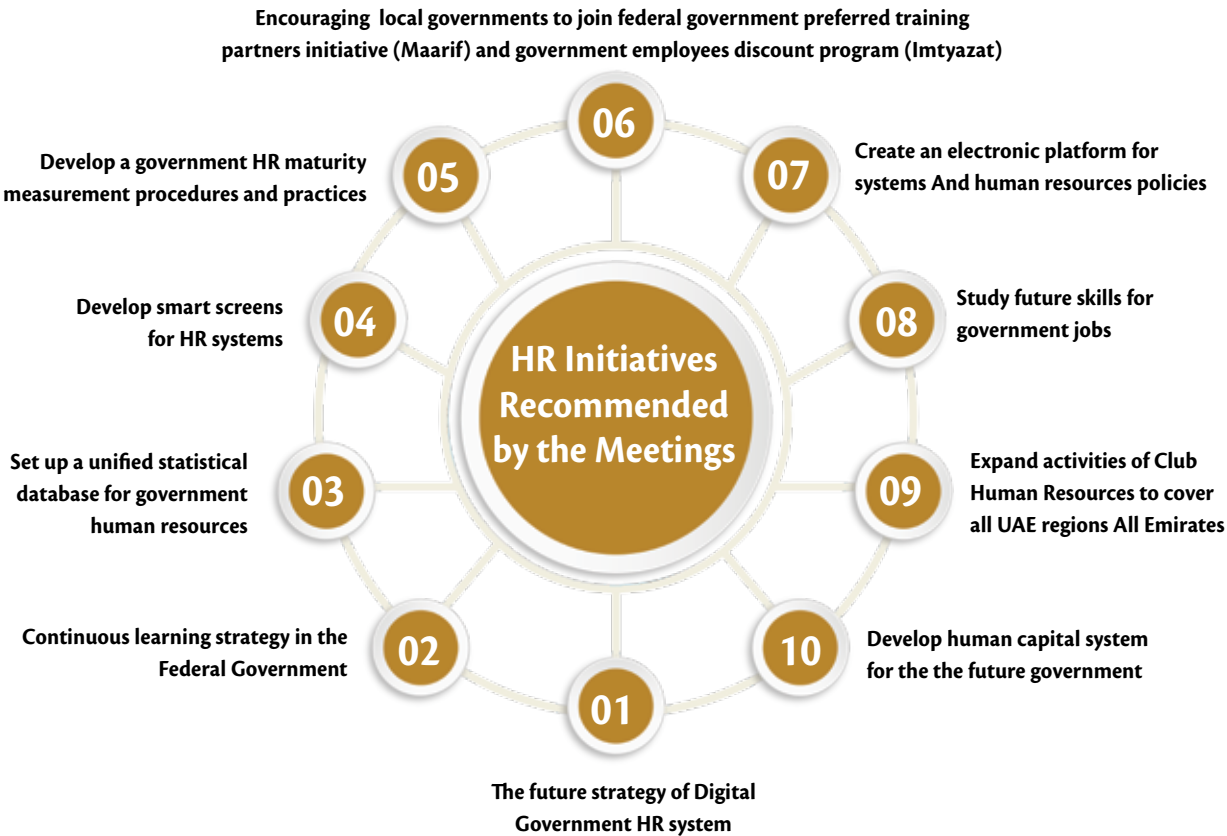 Encouraging local governments to join federal government preferred training
partners initiative (Maarif) and government employees discount program (Imtyazat)
06
05
Develop a government HR maturity
measurement procedures and practices
07
Create an electronic platform for
systems And human resources policies
04
Develop smart screens
for HR systems
08
Study future skills for
government jobs
HR Initiatives
Recommended
by the Meetings
03
Set up a unified statistical
database for government
human resources
09
Expand activities of Club
Human Resources to cover
all UAE regions All Emirates
02
Continuous learning strategy in the
Federal Government
10
Develop human capital system
for the the future government
01
The future strategy of Digital
Government HR system